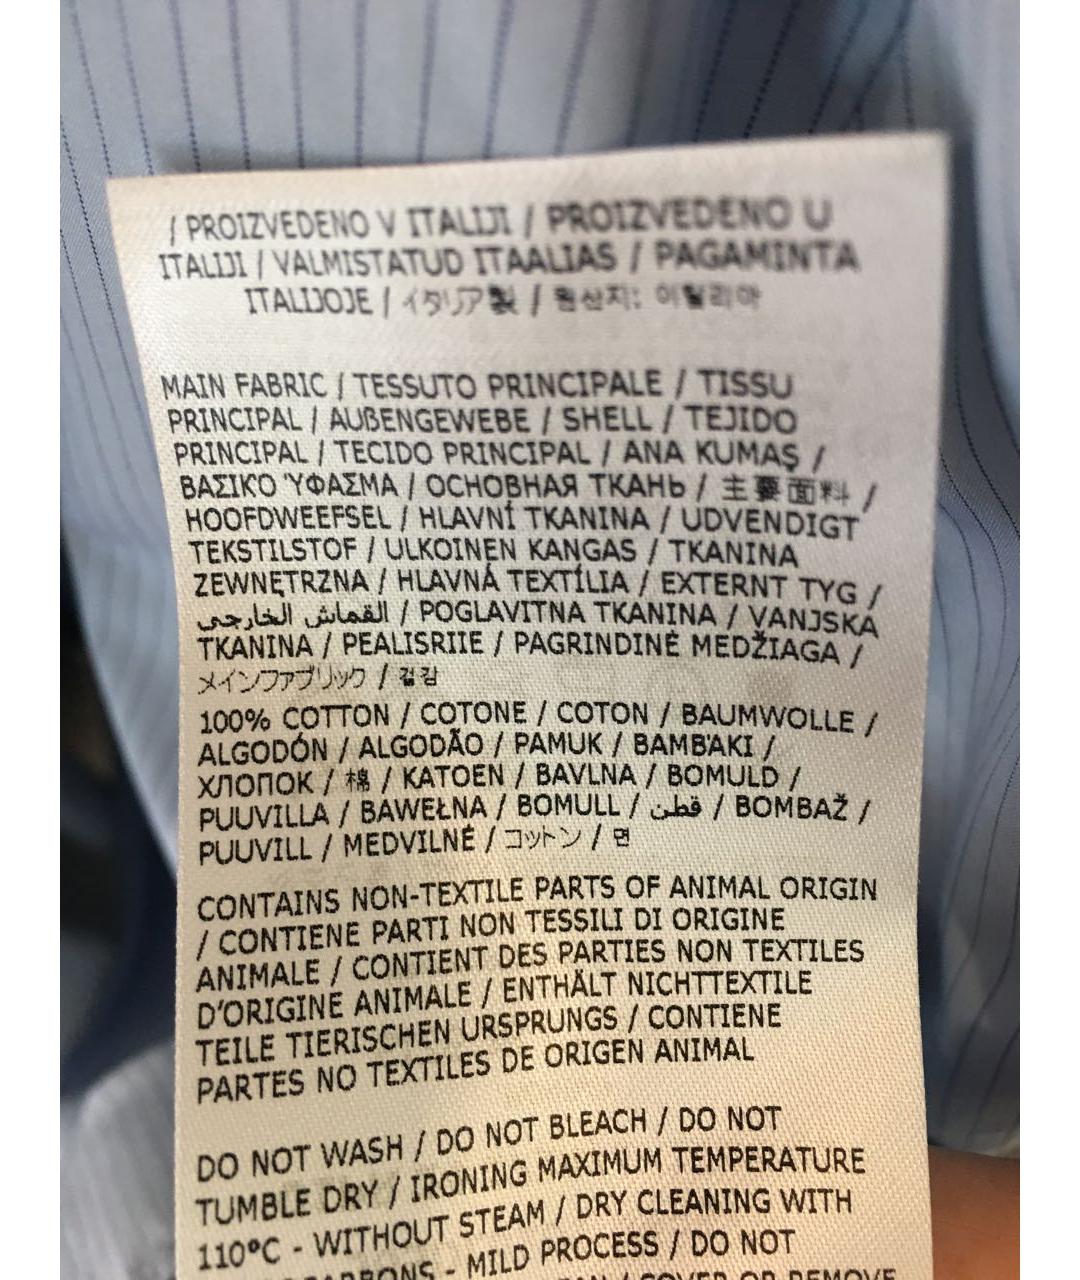 / PROIZVEDENO V ITALIJI / PROIZVEDENO U
ITALIJI / VALMISTATUD ITAALIAS / PAGAMINTA
ITALIJOJE / イタリア製 / 원산지: 이탈리아
MAIN FABRIC / TESSUTO PRINCIPALE / TISSU
PRINCIPAL / AUßENGEWEBE / SHELL / TEJIDO
PRINCIPAL / TECIDO PRINCIPAL / ANA KUMAŞ /
ΒΑΣΙΚΟ ΎΦΑΣΜΑ / ОСНОВНАЯ ТКАНЬ / 主要面料 /
HOOFDWEEFSEL / HLAVNÍ TKANINA / UDVENDIGT
TEKSTILSTOF / ULKOINEN KANGAS / TKANINA
ZEWNĘTRZNA / HLAVNÁ TEXTÍLIA / EXTERNT TYG /
القماش الخارجي / POGLAVITNA TKANINA / VANJSKA
TKANINA / PEALISRIIE / PAGRINDINĖ MEDŽIAGA /
メインファブリック / 겉감
100% COTTON / COTONE / COTON / BAUMWOLLE /
ALGODÓN / ALGODÃO / PAMUK / ΒΑΜΒΆΚΙ /
ХЛОПОК / 棉 / KATOEN / BAVLNA / BOMULD /
PUUVILLA / BAWEŁNA / BOMULL / قطن / BOMBAŽ /
PUUVILL / MEDVILNĖ / コットン / 면
CONTAINS NON-TEXTILE PARTS OF ANIMAL ORIGIN
/ CONTIENE PARTI NON TESSILI DI ORIGINE
ANIMALE / CONTIENT DES PARTIES NON TEXTILES
D'ORIGINE ANIMALE / ENTHÄLT NICHTTEXTILE
TEILE TIERISCHEN URSPRUNGS / CONTIENE
PARTES NO TEXTILES DE ORIGEN ANIMAL
DO NOT WASH / DO NOT BLEACH / DO NOT
TUMBLE DRY / IRONING MAXIMUM TEMPERATURE
110°C - WITHOUT STEAM / DRY CLEANING WITH
- MILD PROCESS / DO NOT
/ COVER OR REMOVE